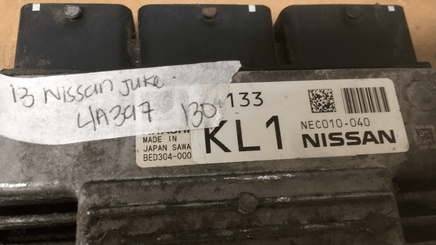 13 Nissan Juke.
4A397 130
133
KL1
NEC010-040
NISSAN
MADE IN
JAPAN SAWA
BED304-000